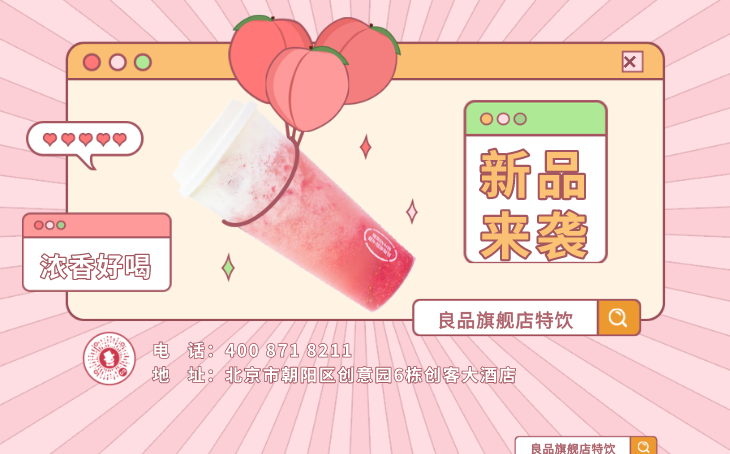 新品
来袭
浓香好喝
良品旗舰店特饮
电 话：400 871 8211
地 址：北京市朝阳区创意园6栋创客大酒店
良品旗舰店特饮